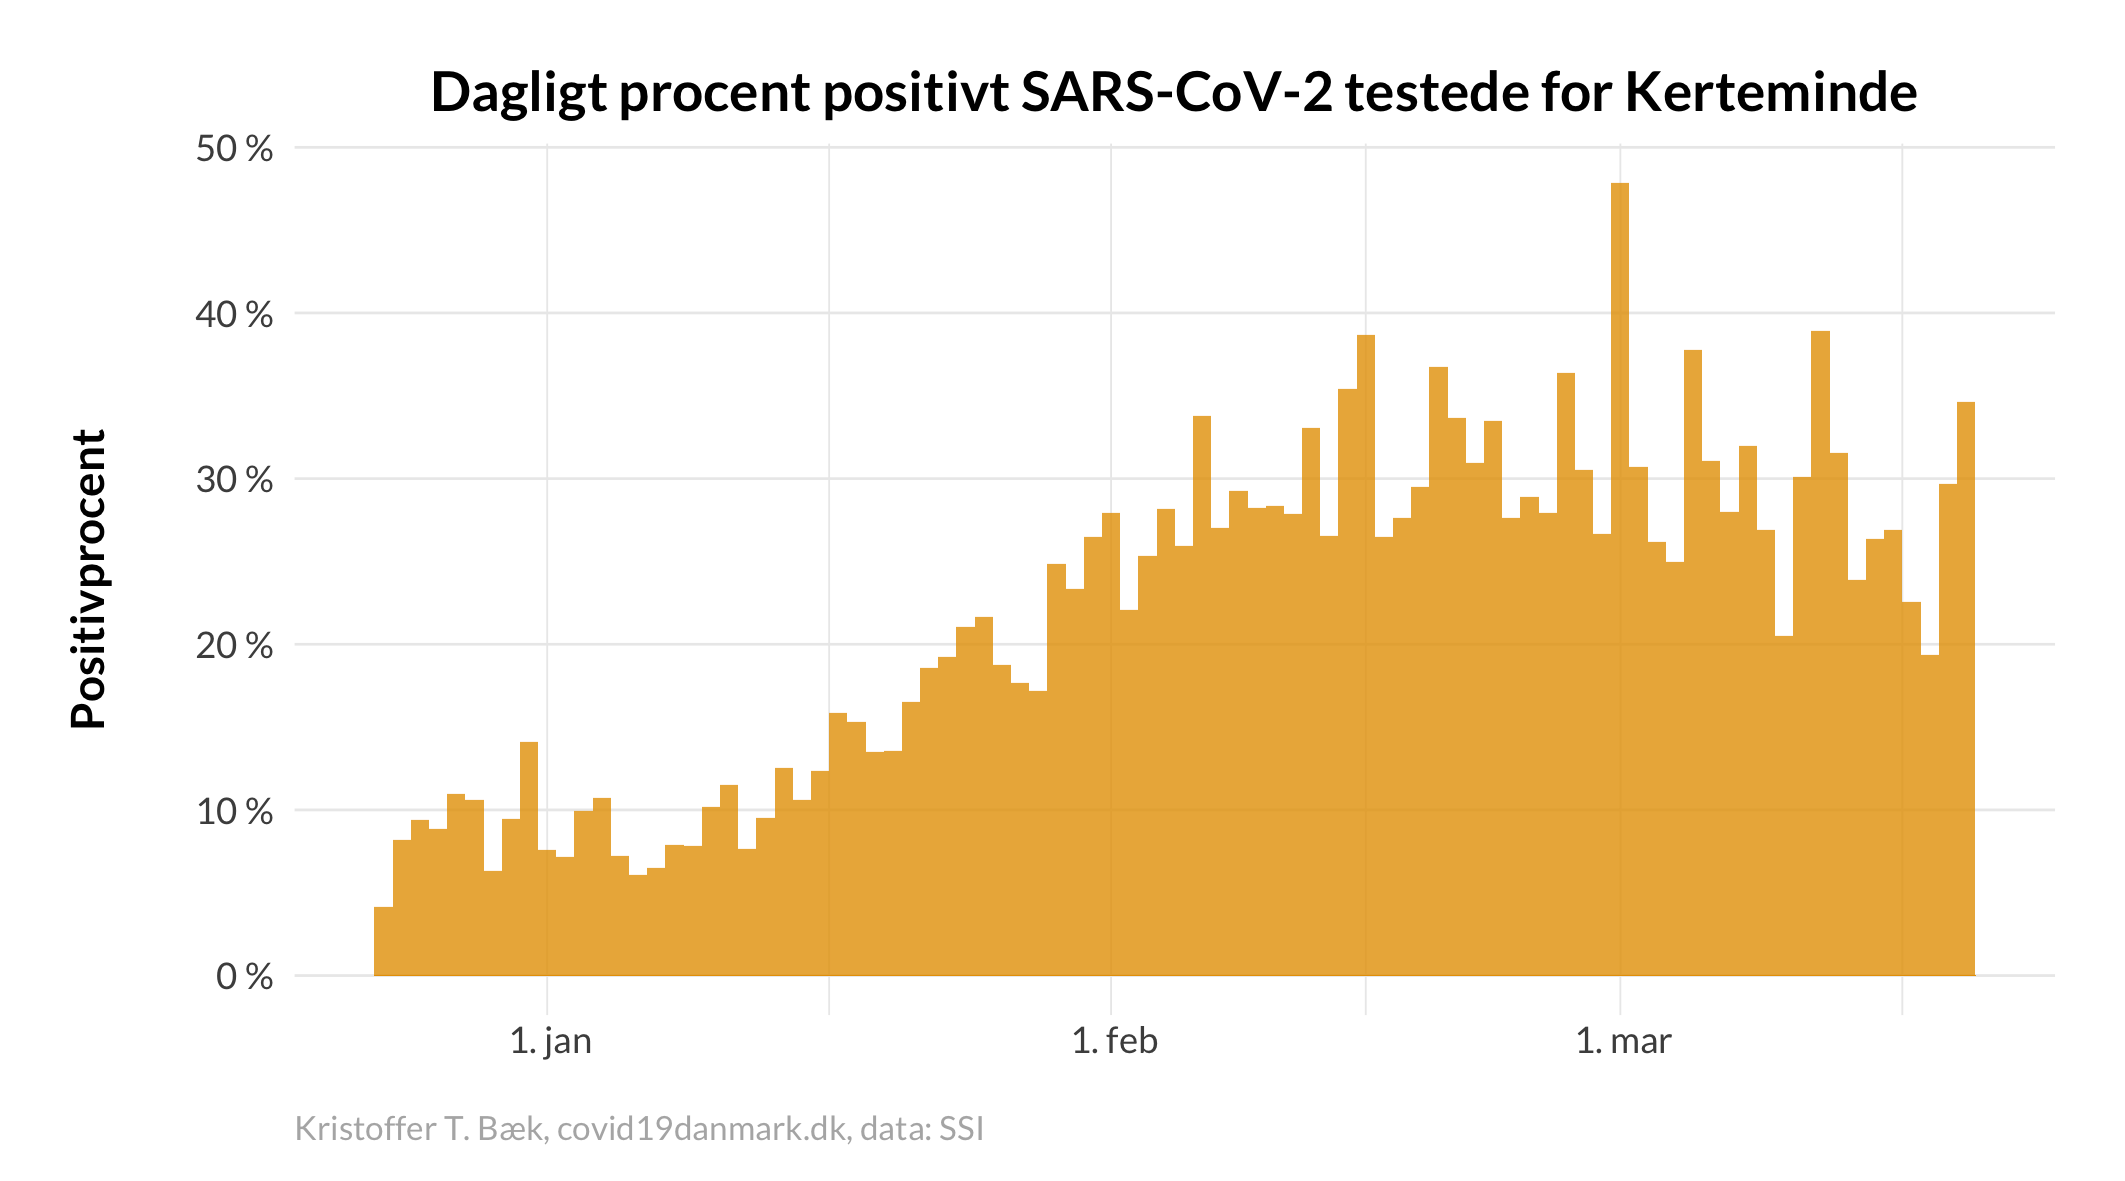 Dagligt procent positivt SARS-CoV-2 testede for Kerteminde
Positivprocent
50 %
40 %
30 %
20 %
10 %
0 %
1. jan
1. feb
1. mar
Kristoffer T. Bæk, covid19danmark.dk, data: SSI